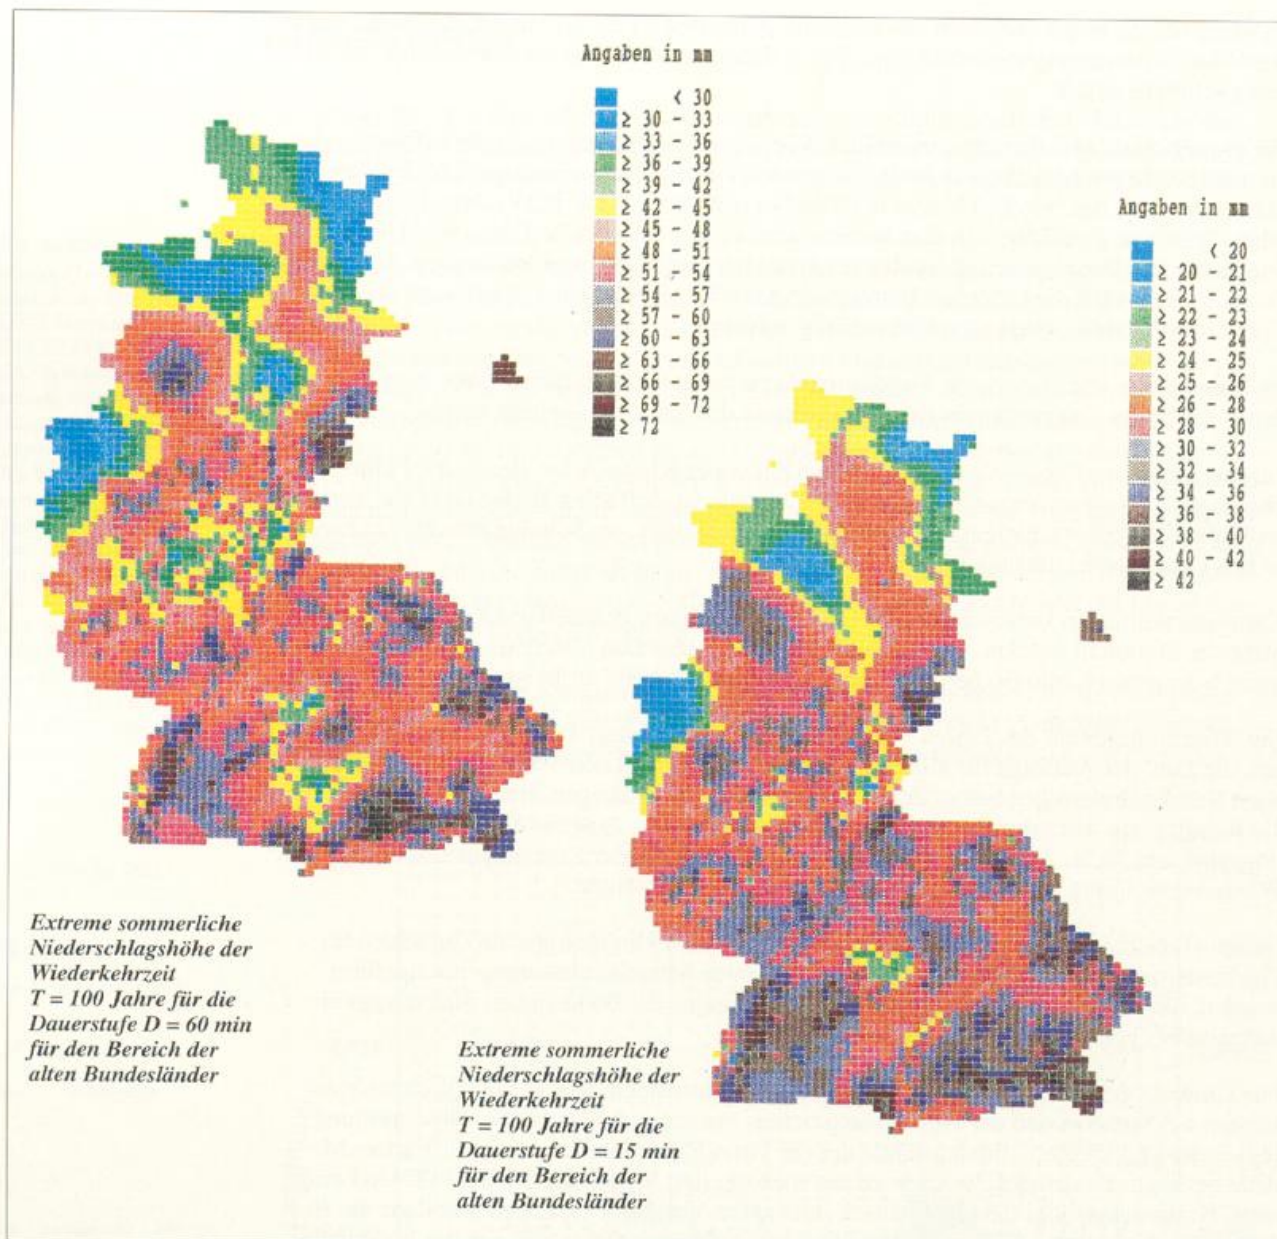 Angaben in mm
< 30
≥ 30 - 33
≥ 33 - 36
≥ 36 - 39
≥ 39 - 42
≥ 42 - 45
≥ 45 - 48
≥ 48 - 51
≥ 51 - 54
≥ 54 - 57
≥ 57 - 60
≥ 60 - 63
≥ 63 - 66
≥ 66 - 69
≥ 69 - 72
≥ 72
Angaben in mm
< 20
≥ 20 - 21
≥ 21 - 22
≥ 22 - 23
≥ 23 - 24
≥ 24 - 25
≥ 25 - 26
≥ 26 - 28
≥ 28 - 30
≥ 30 - 32
≥ 32 - 34
≥ 34 - 36
≥ 36 - 38
≥ 38 - 40
≥ 40 - 42
≥ 42
Extreme sommerliche
Niederschlagshöhe der
Wiederkehrzeit
T = 100 Jahre für die
Dauerstufe D = 60 min
für den Bereich der
alten Bundesländer
Extreme sommerliche
Niederschlagshöhe der
Wiederkehrzeit
T = 100 Jahre für die
Dauerstufe D = 15 min
für den Bereich der
alten Bundesländer